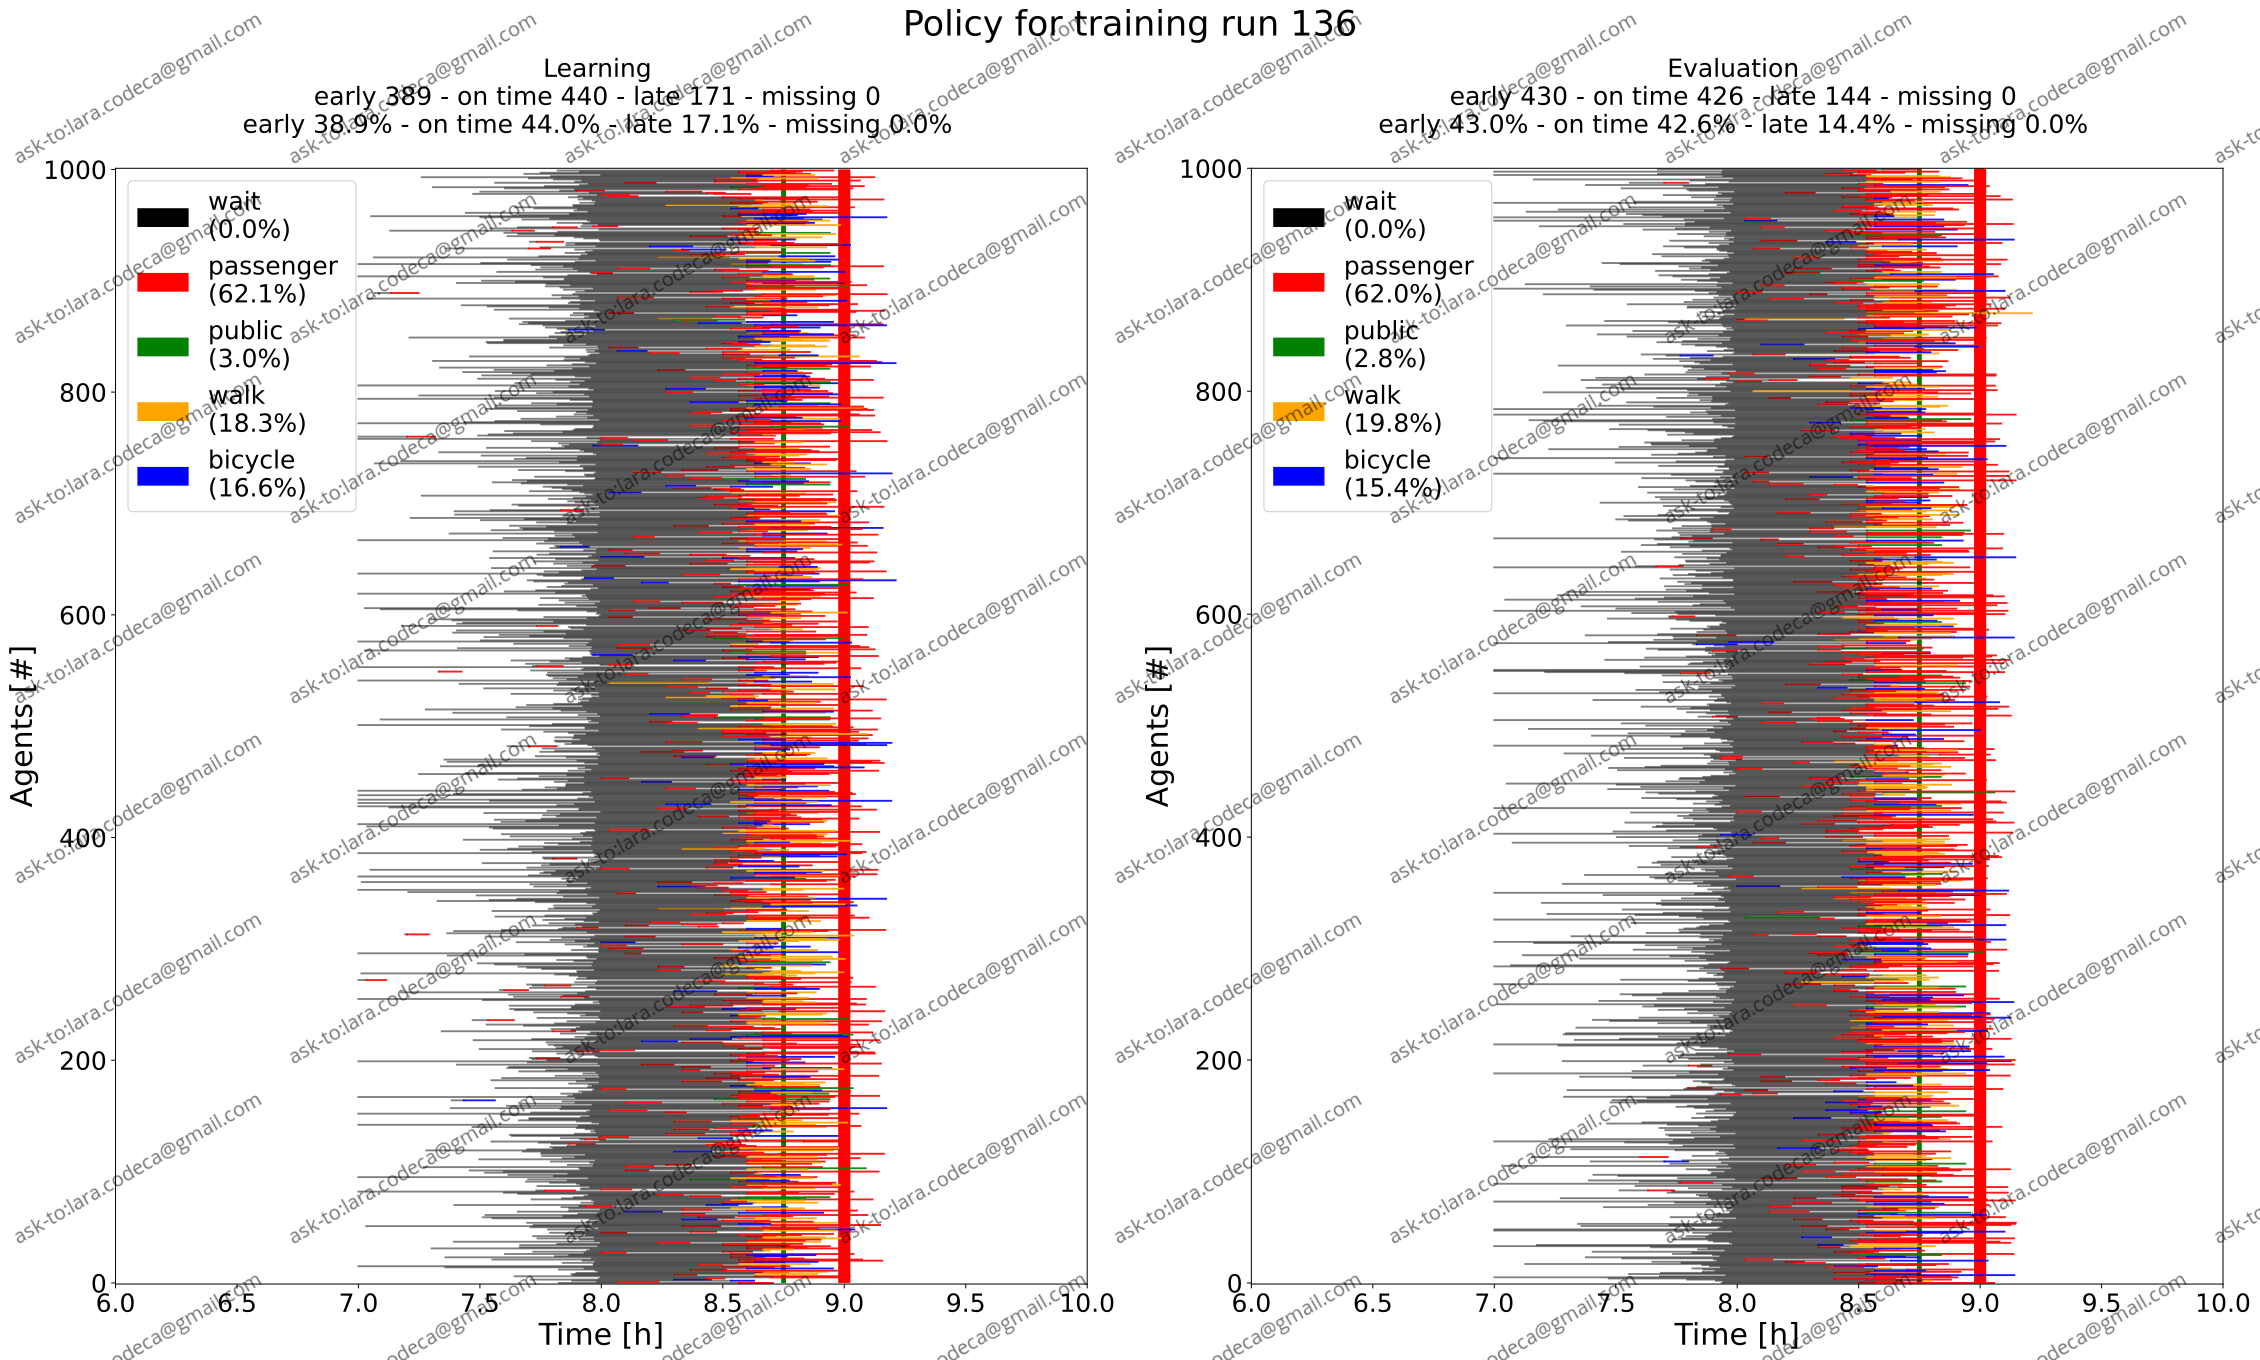 Policy for training run 136
Learning
early 389 - on time 440 - late 171 - missing 0
early 38.9% - on time 44.0% - late 17.1% - missing 0.0%
1000
800
600
400
200
0
Agents [#]
wait
(0.0%)
passenger
(62.1%)
public
(3.0%)
walk
(18.3%)
bicycle
(16.6%)
6.0 6.5 7.0 7.5 8.0 8.5 9.0 9.5 10.0
Time [h]
Evaluation
early 430 - on time 426 - late 144 - missing 0
early 43.0% - on time 42.6% - late 14.4% - missing 0.0%
1000
800
600
400
200
0
Agents [#]
wait
(0.0%)
passenger
(62.0%)
public
(2.8%)
walk
(19.8%)
bicycle
(15.4%)
6.0 6.5 7.0 7.5 8.0 8.5 9.0 9.5 10.0
Time [h]
ask-to:lara.codeca@gmail.com